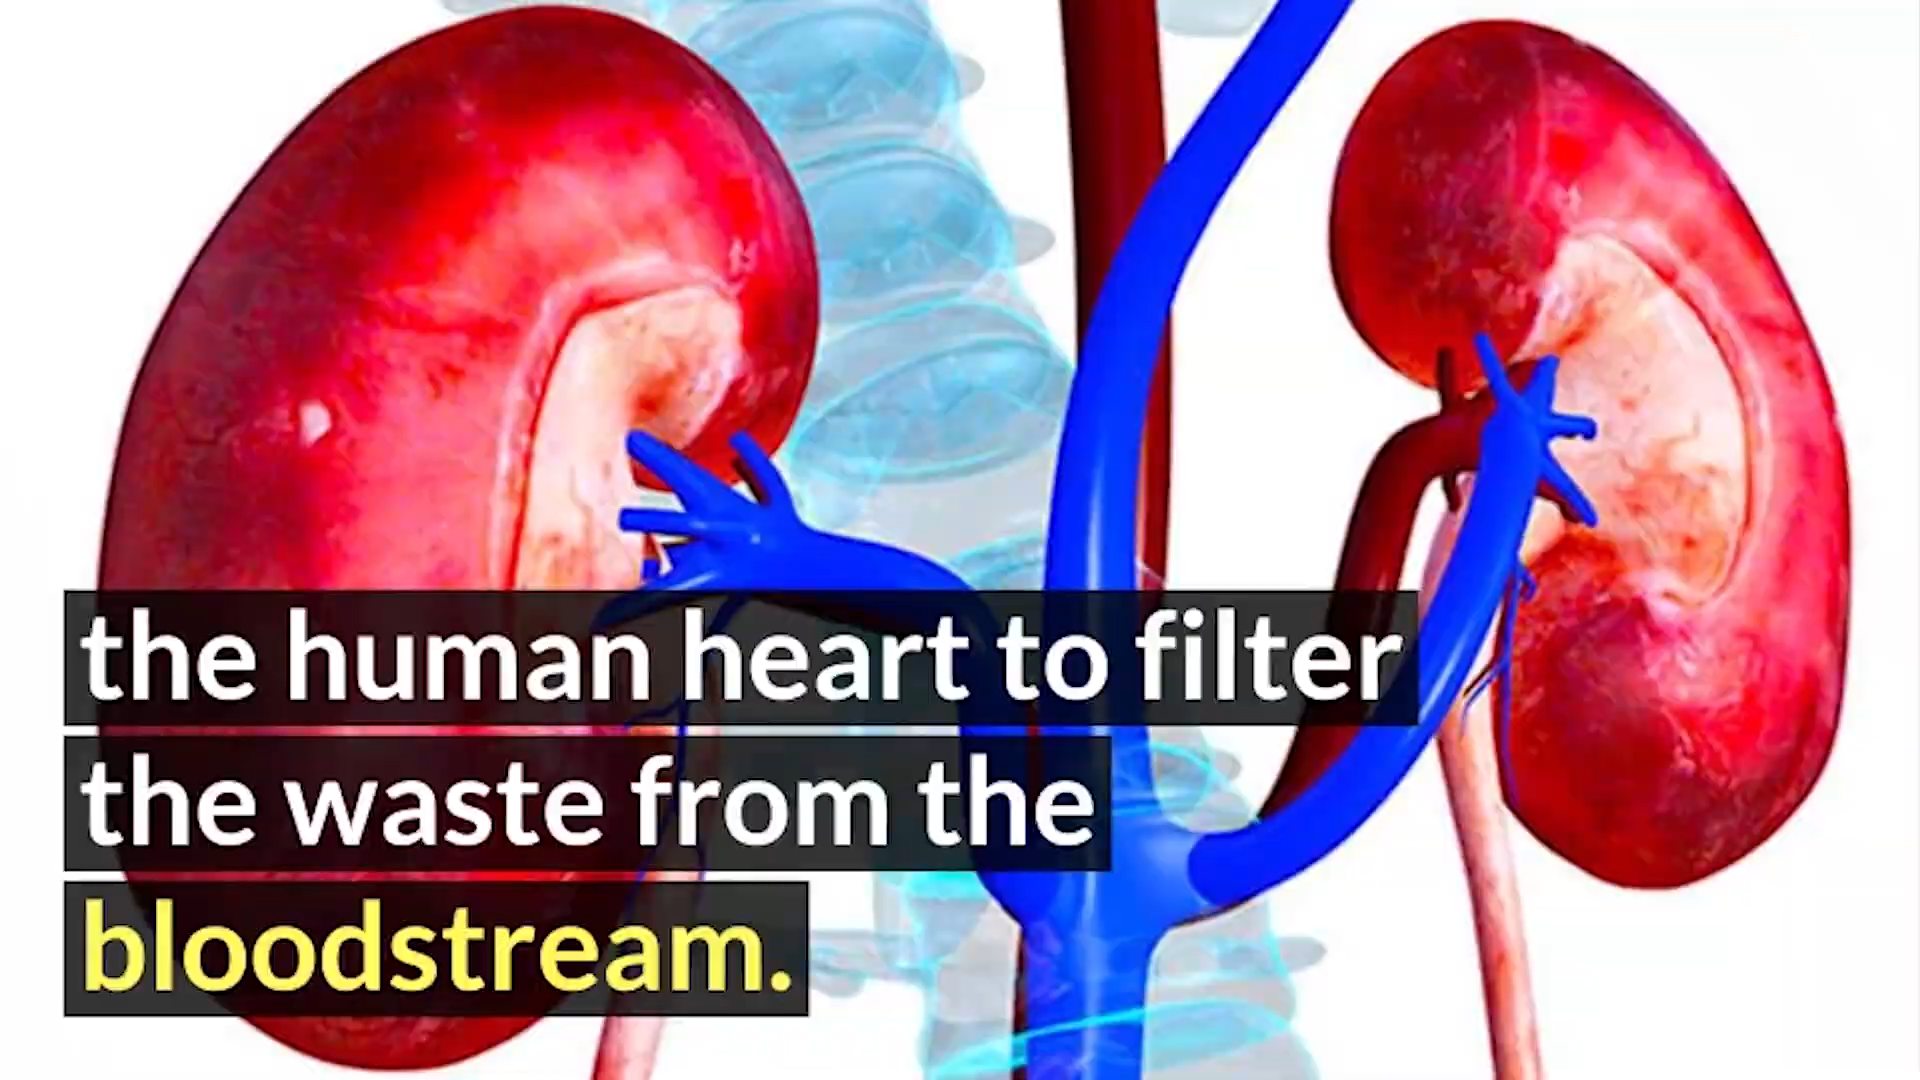 the human heart to filter
the waste from the
bloodstream.